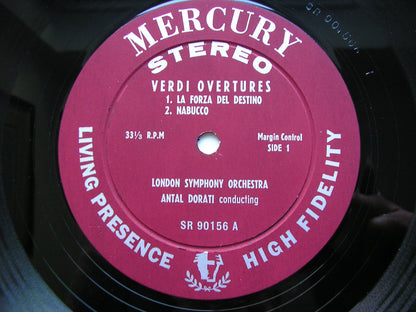 MERCURY
STEREO
VERDI OVERTURES
1. LA FORZA DEL DESTINO
2. NABUCCO
33⅓ R.P.M
Margin Control
SIDE 1
LONDON SYMPHONY ORCHESTRA
ANTAL DORATI conducting
SR 90156 A
LIVING PRESENCE
HIGH FIDELITY